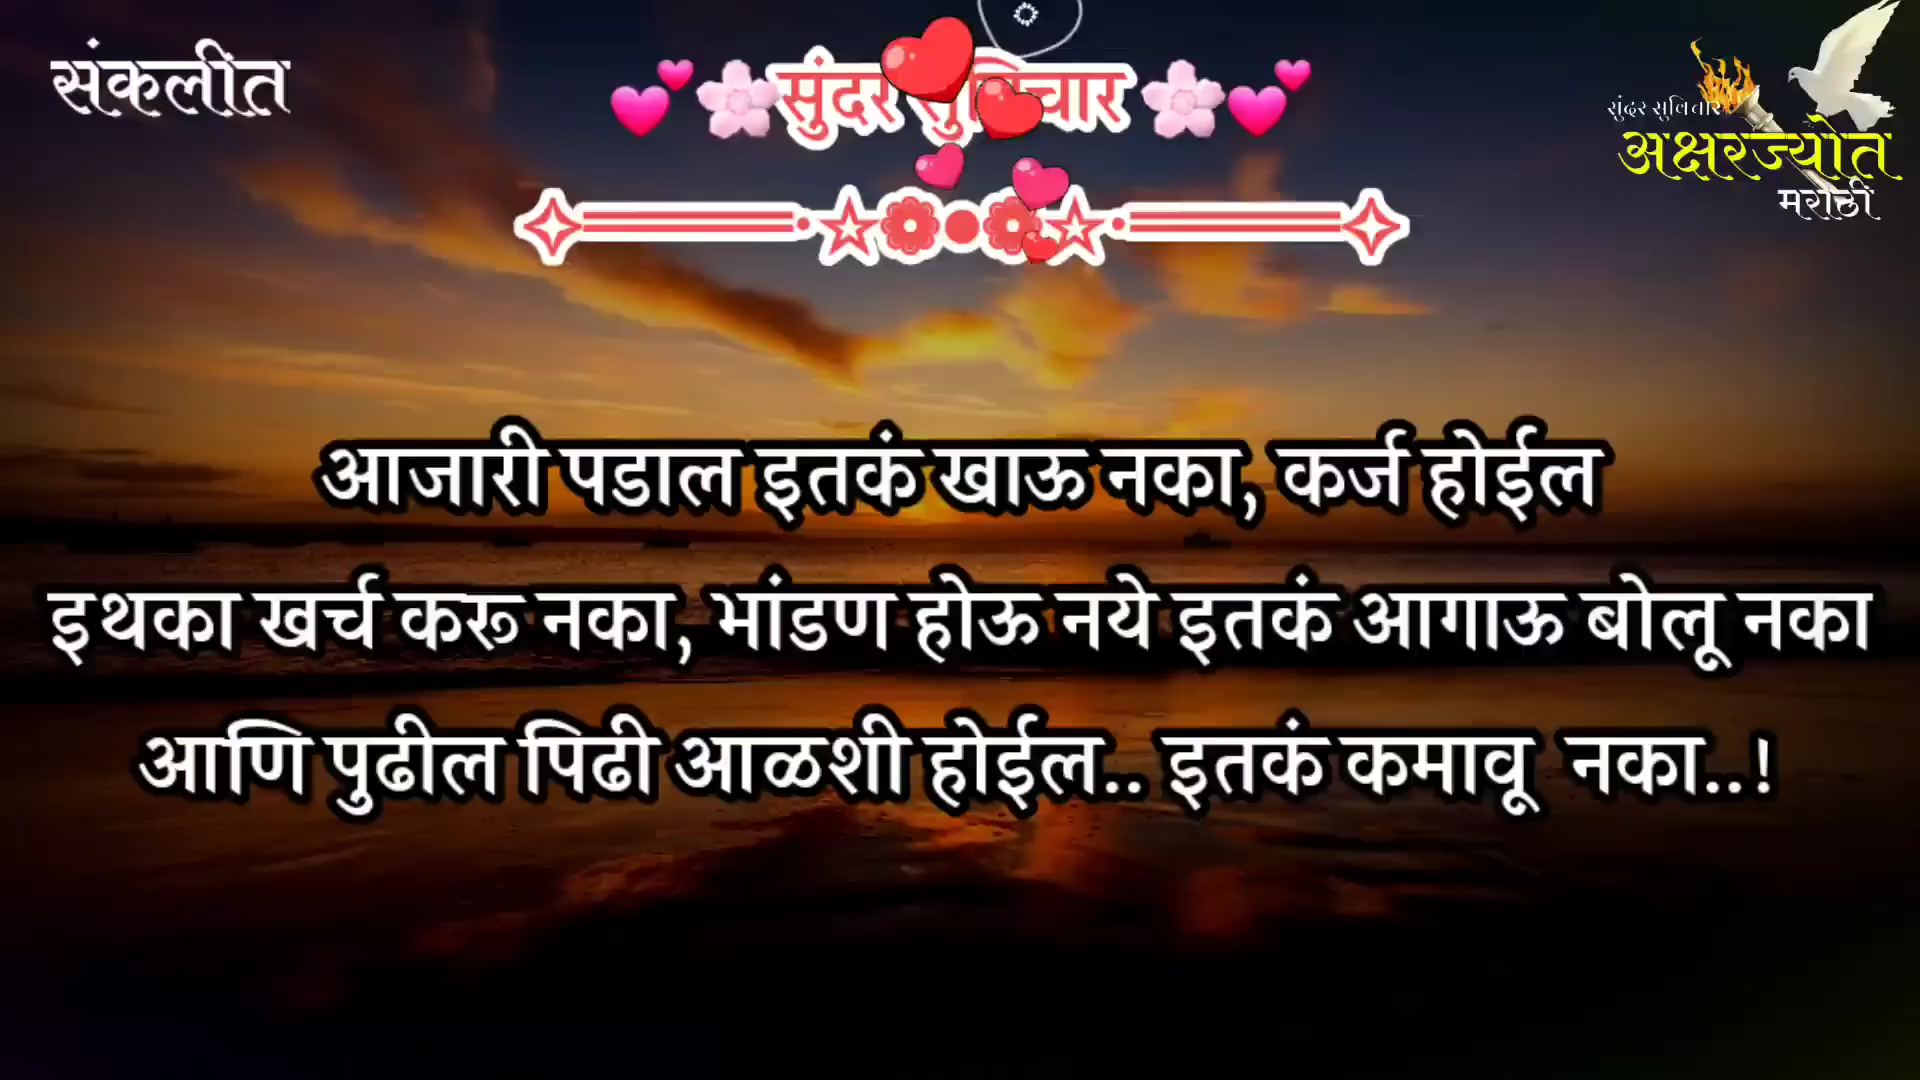 संकलीत
सुंदर
सुंदर सुविचार
अक्षरज्योत
मराठी
आजारी पडाल इतकं खाऊ नका, कर्ज होईल
इथका खर्च करू नका, भांडण होऊ नये इतकं आगाऊ बोलू नका
आणि पुढील पिढी आळशी होईल.. इतकं कमावू नका..!